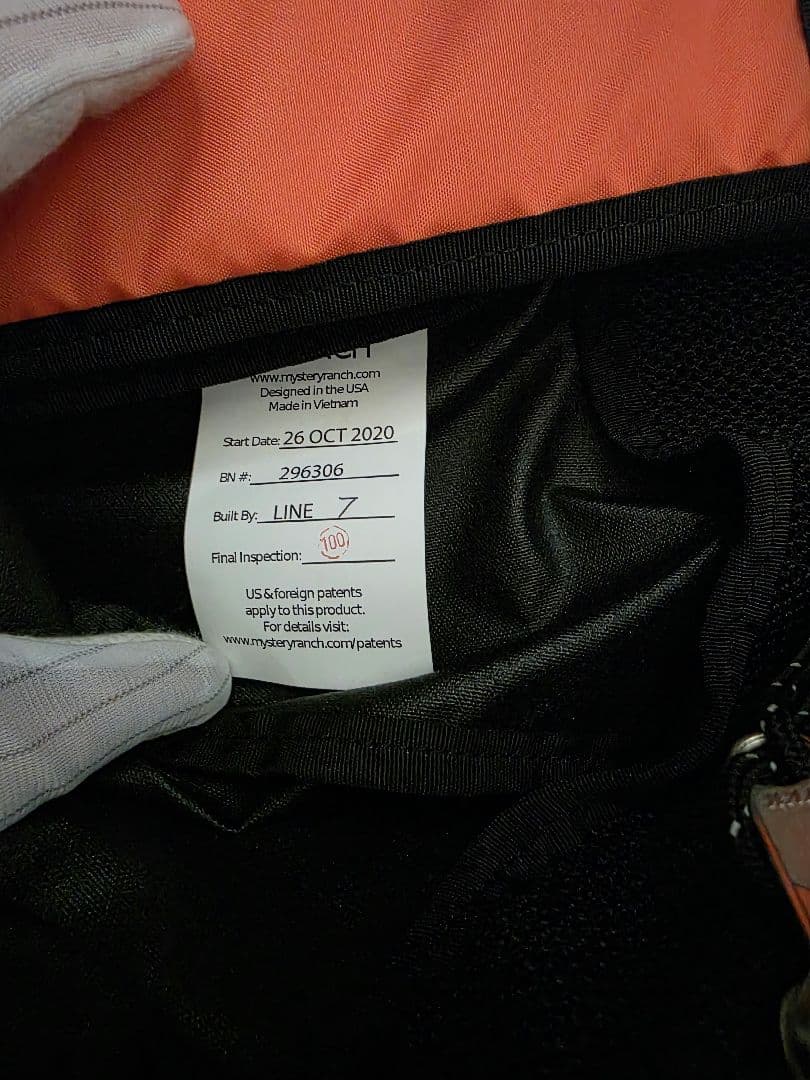 www.mysteryranch.com
Designed in the USA
Made in Vietnam
Start Date: 26 OCT 2020
BN #: 296306
Built By: LINE 7
Final Inspection: 100
US & foreign patents
apply to this product.
For details visit:
www.mysteryranch.com/patents